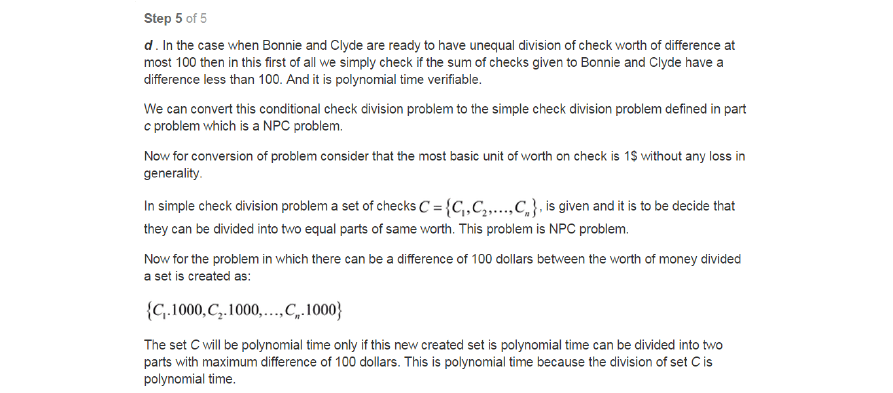 Step 5 of 5
d. In the case when Bonnie and Clyde are ready to have unequal division of check worth of difference at
most 100 then in this first of all we simply check if the sum of checks given to Bonnie and Clyde have a
difference less than 100. And it is polynomial time verifiable.
We can convert this conditional check division problem to the simple check division problem defined in part
c problem which is a NPC problem.
Now for conversion of problem consider that the most basic unit of worth on check is 1$ without any loss in
generality.
In simple check division problem a set of checks C = {C₁, C₂,..., Cₙ}, is given and it is to be decide that
they can be divided into two equal parts of same worth. This problem is NPC problem.
Now for the problem in which there can be a difference of 100 dollars between the worth of money divided
a set is created as:
{C₁.1000, C₂.1000,..., Cₙ.1000}
The set C will be polynomial time only if this new created set is polynomial time can be divided into two
parts with maximum difference of 100 dollars. This is polynomial time because the division of set C is
polynomial time.